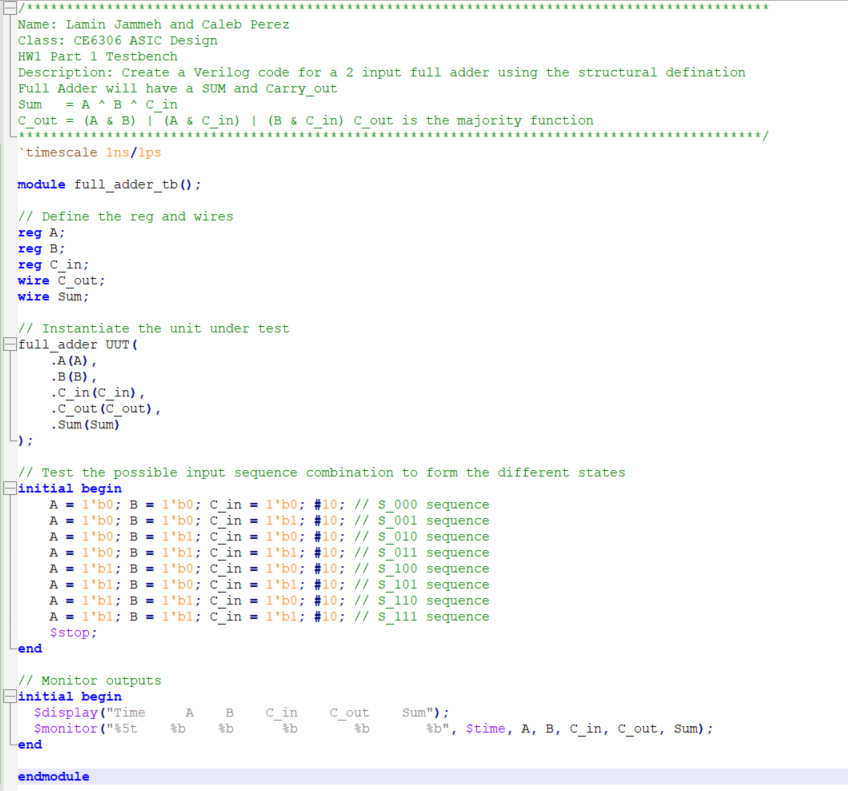 /*********************************************************************************************
Name: Lamin Jammeh and Caleb Perez
Class: CE6306 ASIC Design
HW1 Part 1 Testbench
Description: Create a Verilog code for a 2 input full adder using the structural defination
Full Adder will have a SUM and Carry_out
Sum   = A ^ B ^ C_in
C_out = (A & B) | (A & C_in) | (B & C_in) C_out is the majority function
*********************************************************************************************/
`timescale 1ns/1ps
module full_adder_tb();
// Define the reg and wires
reg A;
reg B;
reg C_in;
wire C_out;
wire Sum;
// Instantiate the unit under test
full_adder UUT(
    .A(A),
    .B(B),
    .C_in(C_in),
    .C_out(C_out),
    .Sum(Sum)
);
// Test the possible input sequence combination to form the different states
initial begin
    A = 1'b0; B = 1'b0; C_in = 1'b0; #10; // S_000 sequence
    A = 1'b0; B = 1'b0; C_in = 1'b1; #10; // S_001 sequence
    A = 1'b0; B = 1'b1; C_in = 1'b0; #10; // S_010 sequence
    A = 1'b0; B = 1'b1; C_in = 1'b1; #10; // S_011 sequence
    A = 1'b1; B = 1'b0; C_in = 1'b0; #10; // S_100 sequence
    A = 1'b1; B = 1'b0; C_in = 1'b1; #10; // S_101 sequence
    A = 1'b1; B = 1'b1; C_in = 1'b0; #10; // S_110 sequence
    A = 1'b1; B = 1'b1; C_in = 1'b1; #10; // S_111 sequence
    $stop;
end
// Monitor outputs
initial begin
  $display("Time     A    B    C_in    C_out    Sum");
  $monitor("%5t    %b    %b      %b       %b       %b", $time, A, B, C_in, C_out, Sum);
end
endmodule